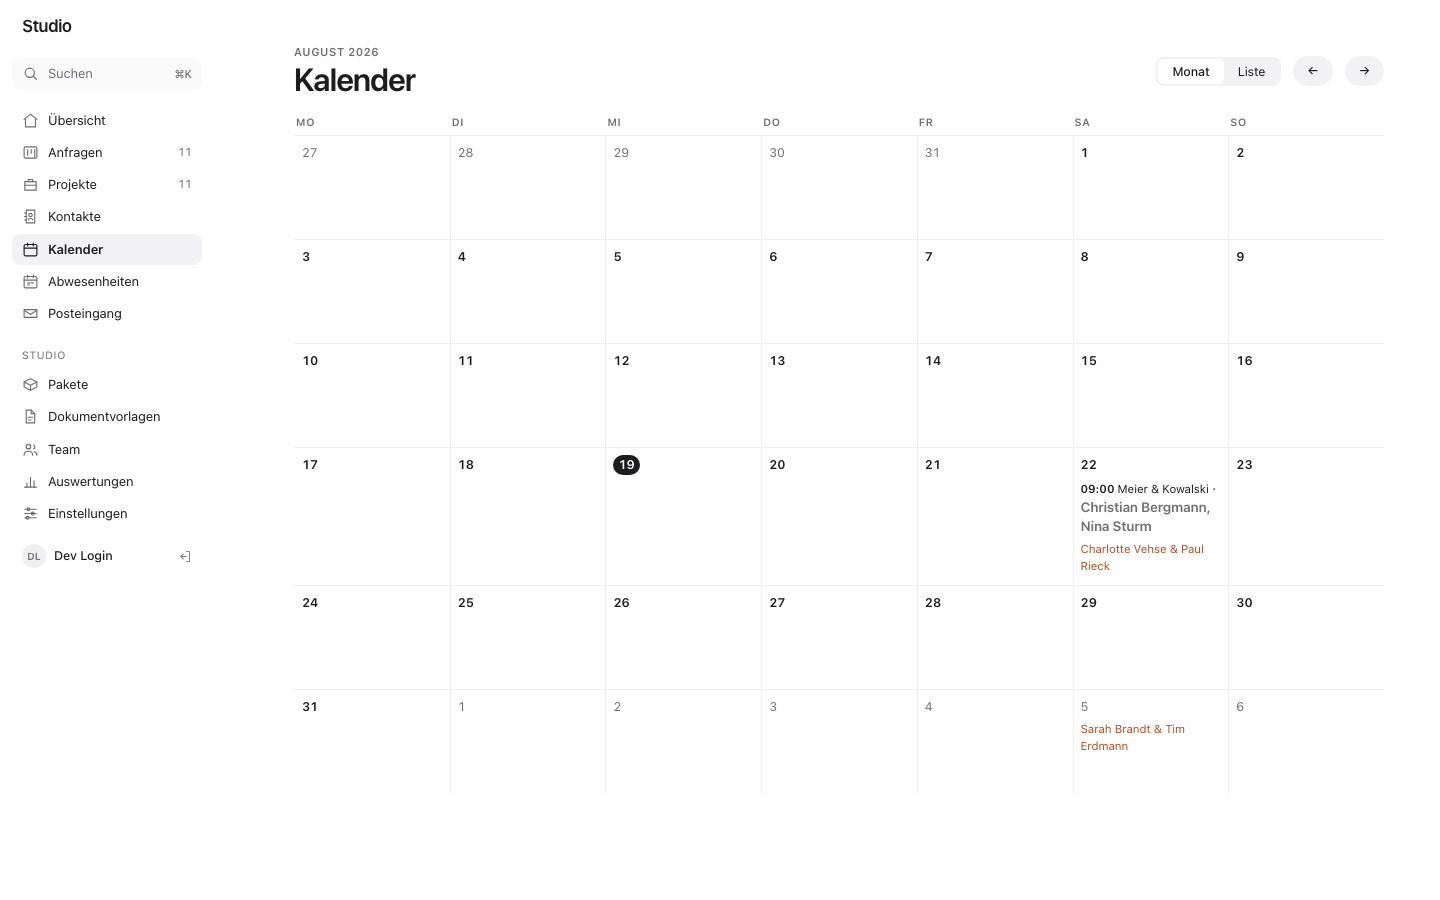 Studio
Suchen ⌘K
Übersicht
Anfragen 11
Projekte 11
Kontakte
Kalender
Abwesenheiten
Posteingang
STUDIO
Pakete
Dokumentvorlagen
Team
Auswertungen
Einstellungen
DL Dev Login
AUGUST 2026
Kalender
Monat Liste ← →
MO DI MI DO FR SA SO
27 28 29 30 31 1 2
3 4 5 6 7 8 9
10 11 12 13 14 15 16
17 18 19 20 21 22 23
09:00 Meier & Kowalski ·
Christian Bergmann,
Nina Sturm
Charlotte Vehse & Paul
Rieck
24 25 26 27 28 29 30
31 1 2 3 4 5 6
Sarah Brandt & Tim
Erdmann